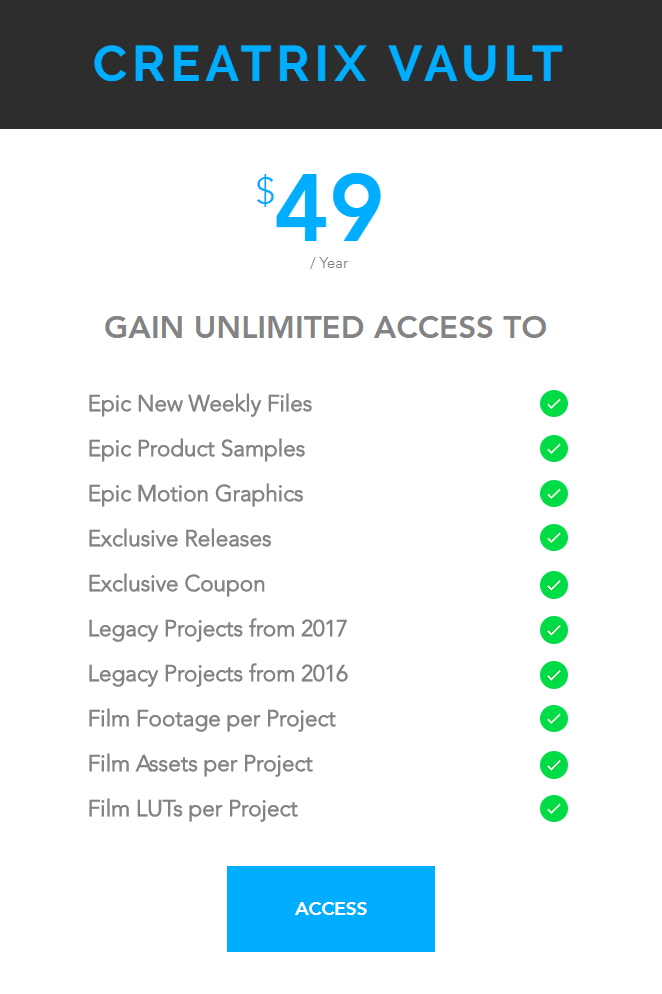 CREATRIX VAULT
$49
/ Year
GAIN UNLIMITED ACCESS TO
Epic New Weekly Files
Epic Product Samples
Epic Motion Graphics
Exclusive Releases
Exclusive Coupon
Legacy Projects from 2017
Legacy Projects from 2016
Film Footage per Project
Film Assets per Project
Film LUTs per Project
ACCESS